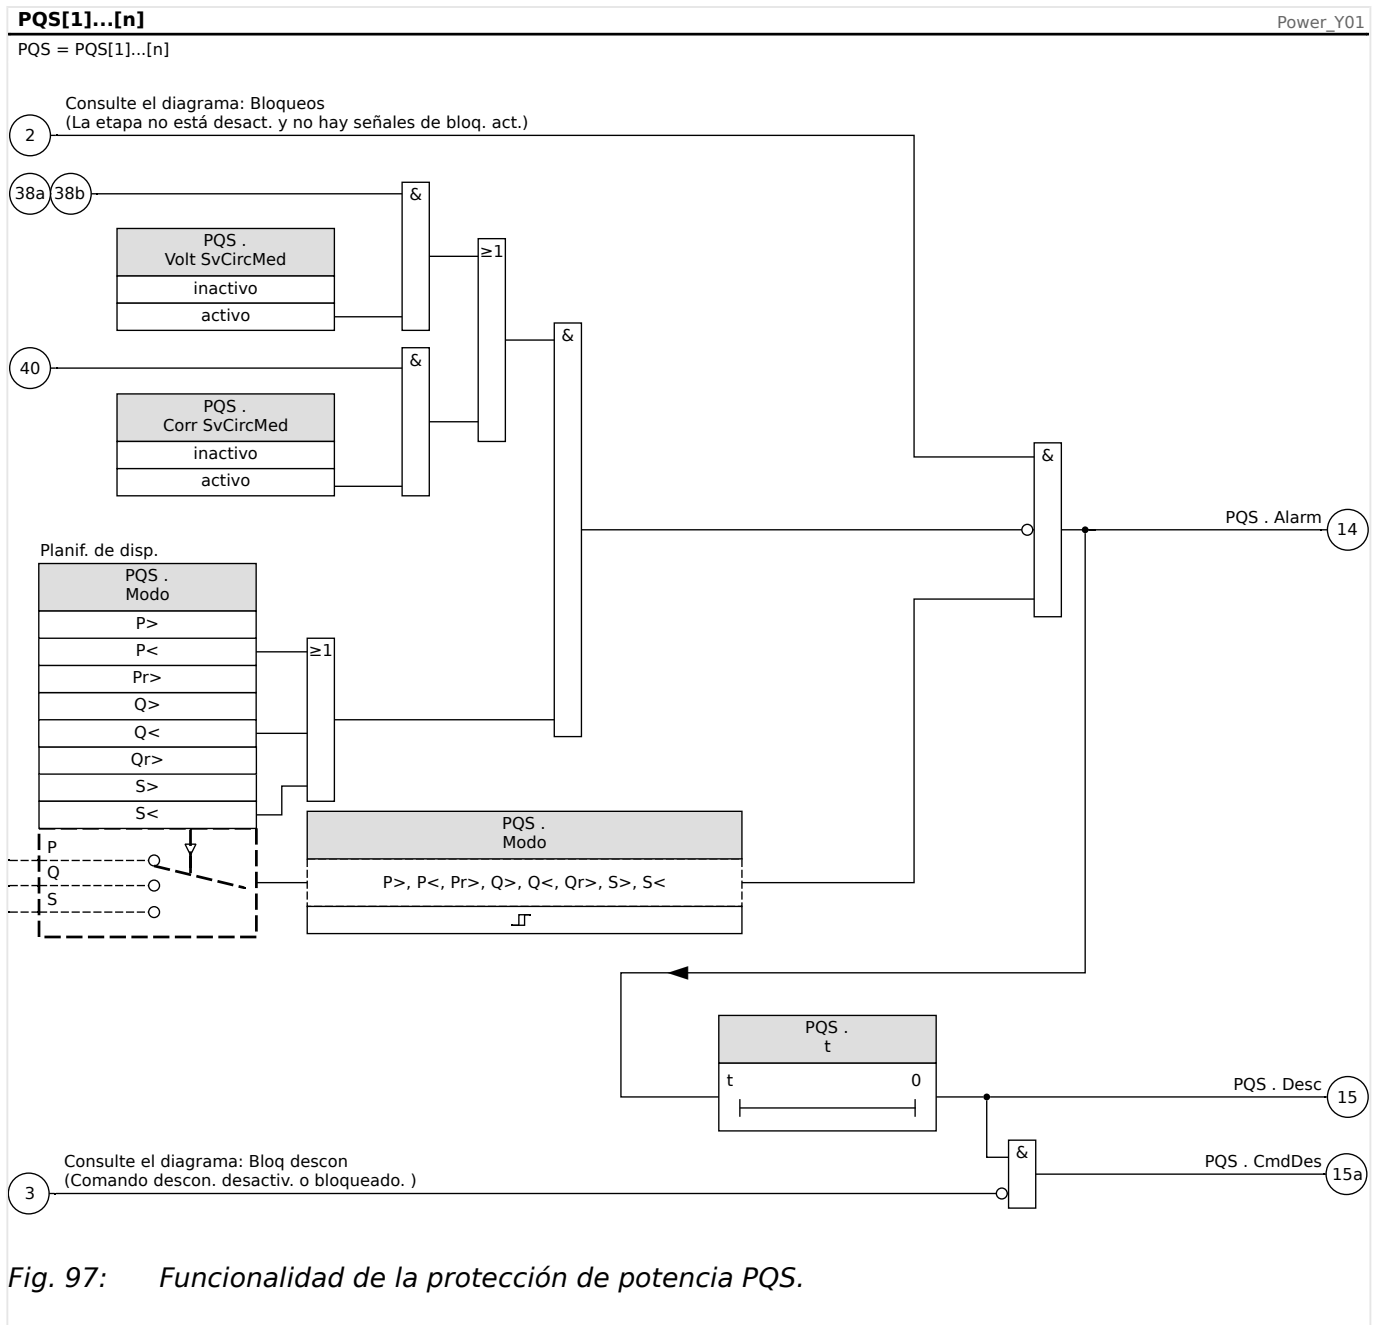 PQS[1]...[n]
Power_Y01
PQS = PQS[1]...[n]
Consulte el diagrama: Bloqueos
(La etapa no está desact. y no hay señales de bloq. act.)
2
38a 38b
&
PQS .
Volt SvCircMed
inactivo
activo
≥1
&
40
&
PQS .
Corr SvCircMed
inactivo
activo
&
PQS . Alarm
14
Planif. de disp.
PQS .
Modo
P>
P<
Pr>
Q>
Q<
Qr>
S>
S<
≥1
P
Q
S
PQS .
Modo
P>, P<, Pr>, Q>, Q<, Qr>, S>, S<
PQS .
t
t 0
PQS . Desc
15
&
PQS . CmdDes
15a
Consulte el diagrama: Bloq descon
(Comando descon. desactiv. o bloqueado. )
3
Fig. 97: Funcionalidad de la protección de potencia PQS.